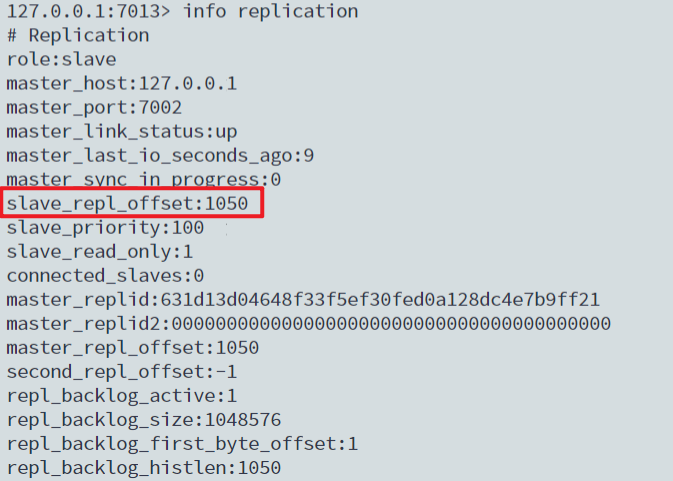 127.0.0.1:7013> info replication
# Replication
role:slave
master_host:127.0.0.1
master_port:7002
master_link_status:up
master_last_io_seconds_ago:9
master_sync_in_progress:0
slave_repl_offset:1050
slave_priority:100
slave_read_only:1
connected_slaves:0
master_replid:631d13d04648f33f5ef30fed0a128dc4e7b9ff21
master_replid2:0000000000000000000000000000000000000000
master_repl_offset:1050
second_repl_offset:-1
repl_backlog_active:1
repl_backlog_size:1048576
repl_backlog_first_byte_offset:1
repl_backlog_histlen:1050